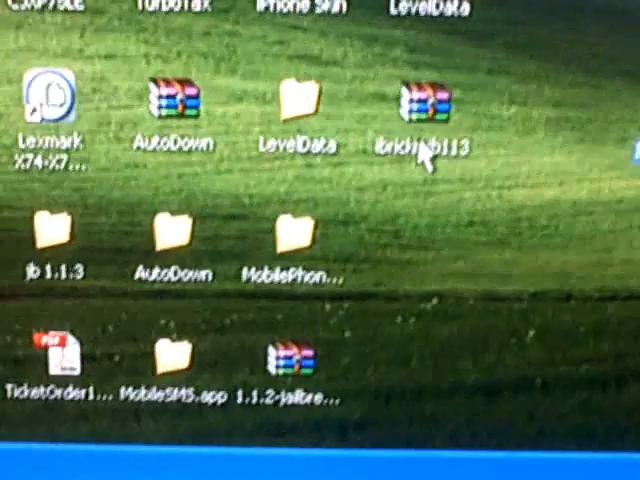 TurboTax
iPhone Skin
LevelData
Lexmark
X74-X7...
AutoDown
LevelData
jb 1.1.3
AutoDown
MobilePhon...
PDF
TicketOrder1...
MobileSMS.app
1.1.2-jailbre...